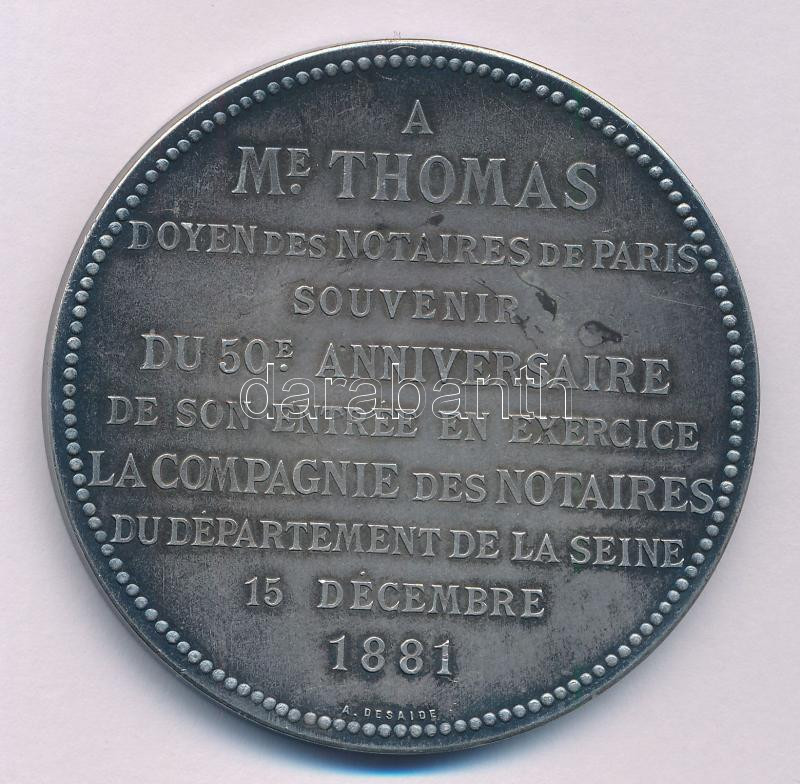 A
ME. THOMAS
DOYEN DES NOTAIRES DE PARIS
SOUVENIR
DU 50E. ANNIVERSAIRE
darabanth
DE SON ENTRÉE EN EXERCICE
LA COMPAGNIE DES NOTAIRES
DU DÉPARTEMENT DE LA SEINE
15 DÉCEMBRE
1881
A. DESAIDE